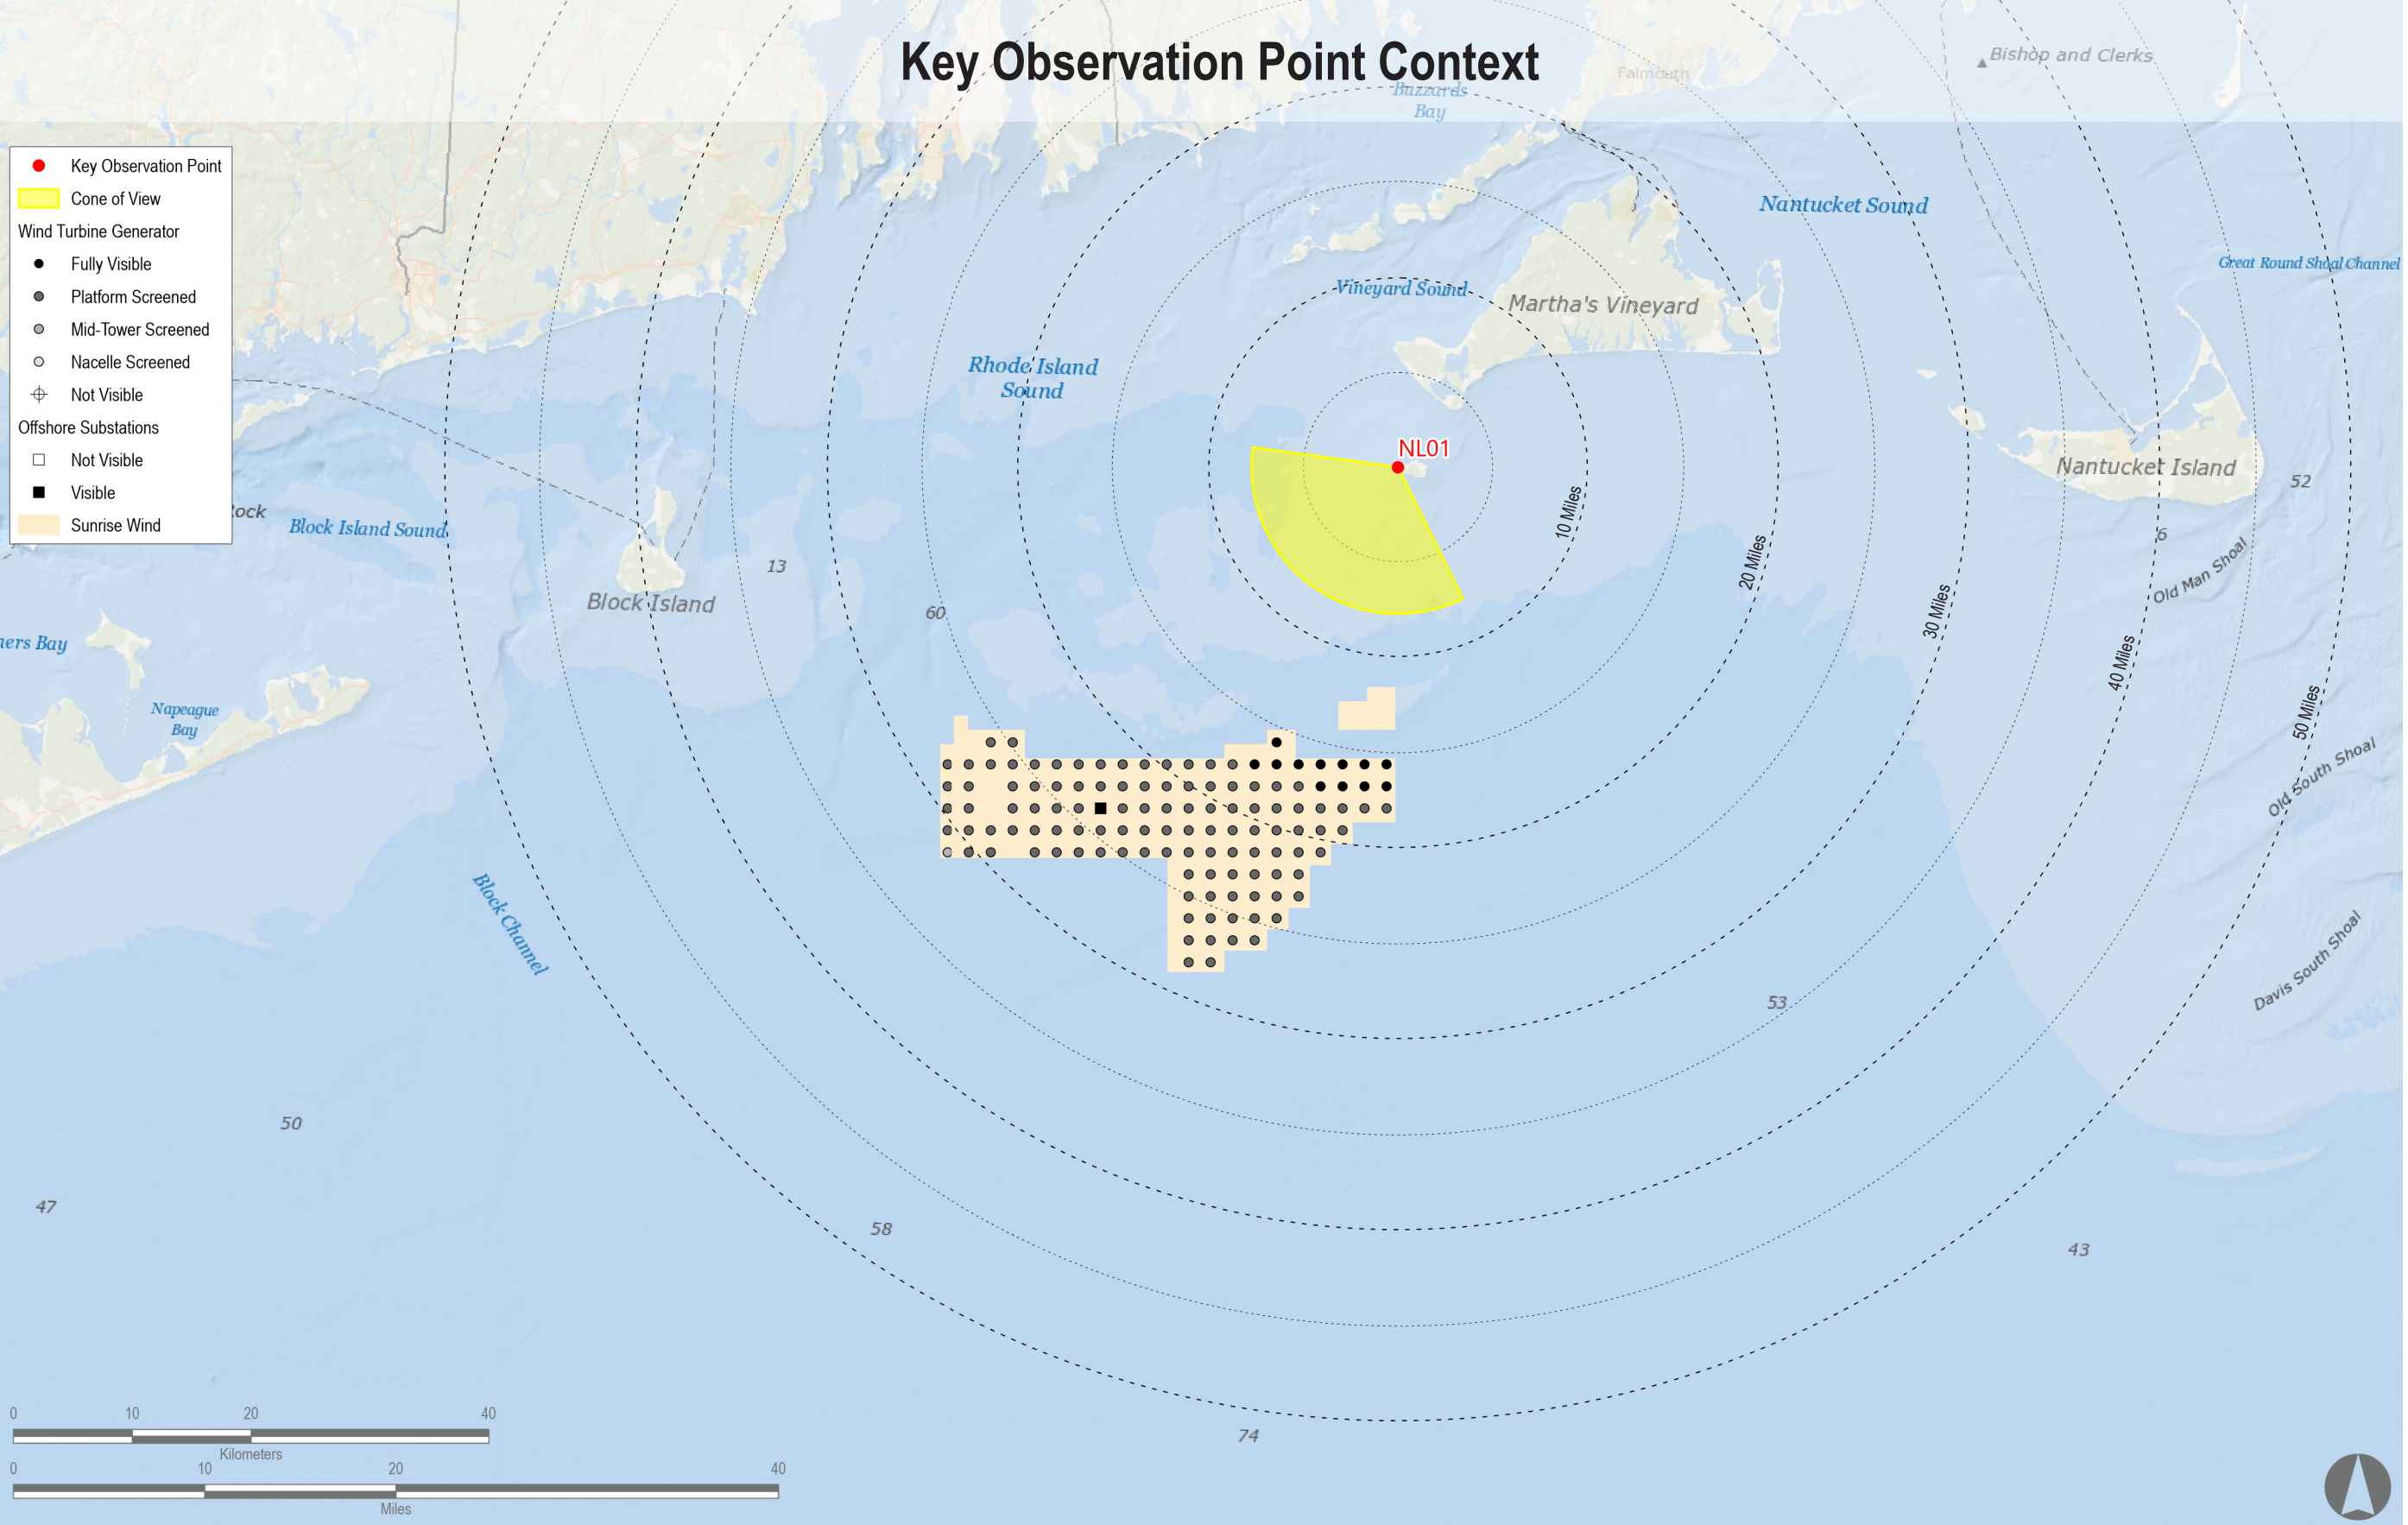 Key Observation Point Context
Bishop and Clerks
Falmouth
Buzzards
Bay
Key Observation Point
Cone of View
Wind Turbine Generator
Fully Visible
Platform Screened
Mid-Tower Screened
Nacelle Screened
Not Visible
Offshore Substations
Not Visible
Visible
Sunrise Wind
Nantucket Sound
Great Round Shoal Channel
Vineyard Sound
Martha's Vineyard
Rhode Island
Sound
NL01
Nantucket Island
52
10 Miles
20 Miles
30 Miles
40 Miles
50 Miles
6
Old Man Shoal
ock
Block Island Sound
13
Block Island
60
ners Bay
Napeague
Bay
Old South Shoal
Block Channel
Davis South Shoal
53
50
47
58
43
74
0 10 20 40
Kilometers
0 10 20 40
Miles